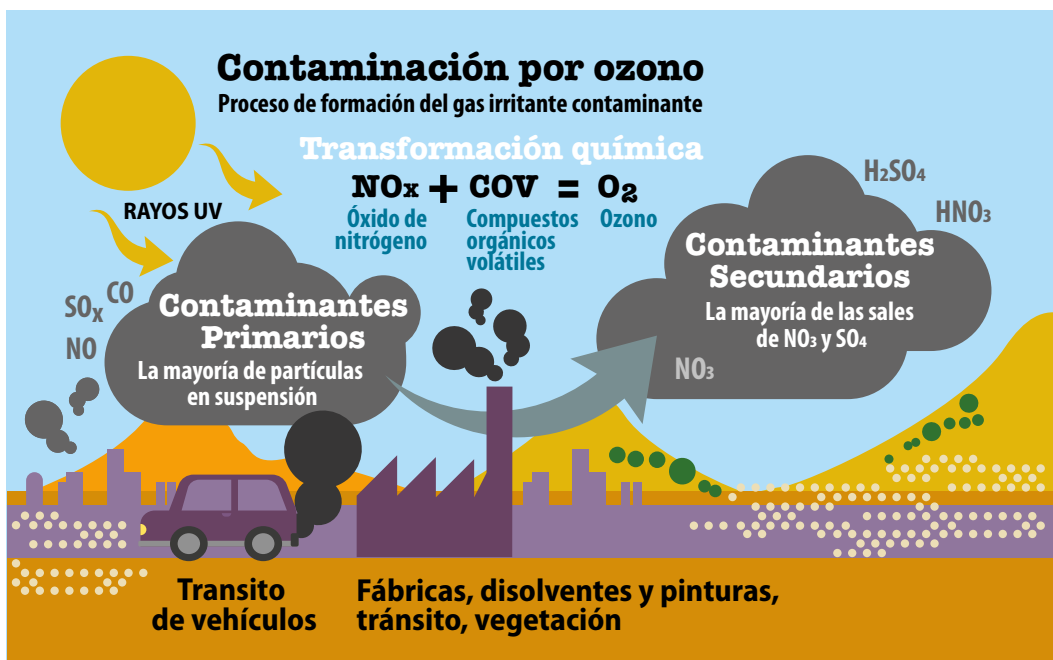 Contaminación por ozono
Proceso de formación del gas irritante contaminante
Transformación química
NOx + COV = O₂
Óxido de
nitrógeno
Compuestos
orgánicos
volátiles
Ozono
RAYOS UV
SOx CO
NO
Contaminantes
Primarios
La mayoría de partículas
en suspensión
H₂SO₄
HNO₃
Contaminantes
Secundarios
La mayoría de las sales
de NO₃ y SO₄
NO₃
Transito
de vehículos
Fábricas, disolventes y pinturas,
tránsito, vegetación